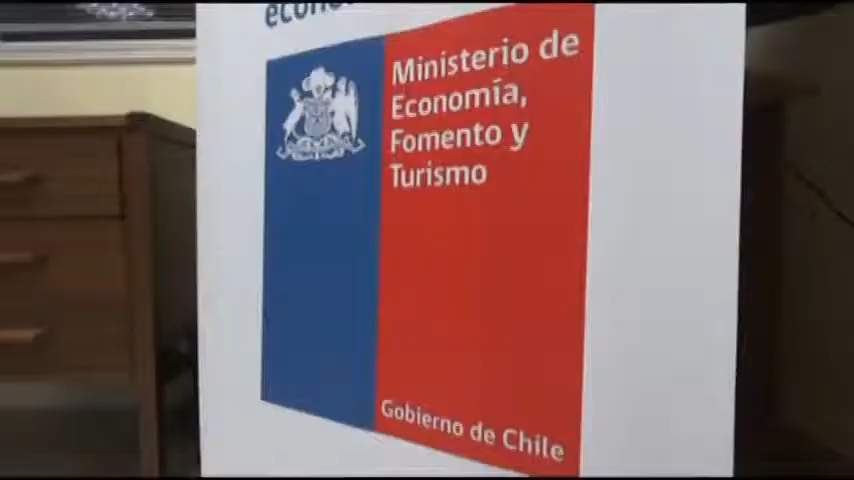 Ministerio de
Economía,
Fomento y
Turismo
Gobierno de Chile